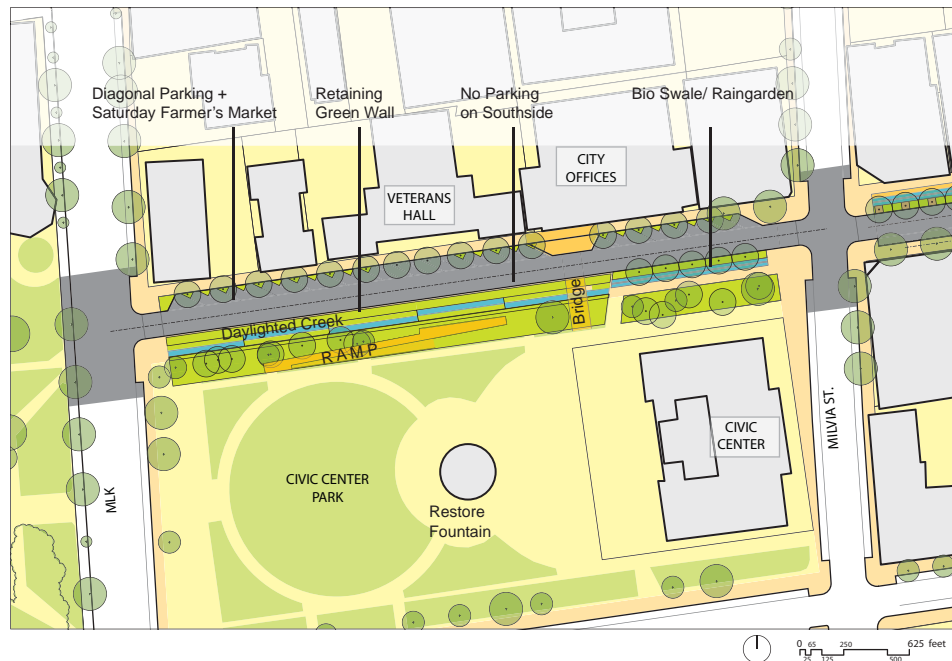 Diagonal Parking +
Saturday Farmer's Market
Retaining
Green Wall
No Parking
on Southside
Bio Swale/ Raingarden
CITY
OFFICES
VETERANS
HALL
Bridge
Daylighted Creek
RAMP
CIVIC CENTER
PARK
Restore
Fountain
CIVIC
CENTER
MILVIA ST.
MLK
0 65 250 625 feet
25 125 500